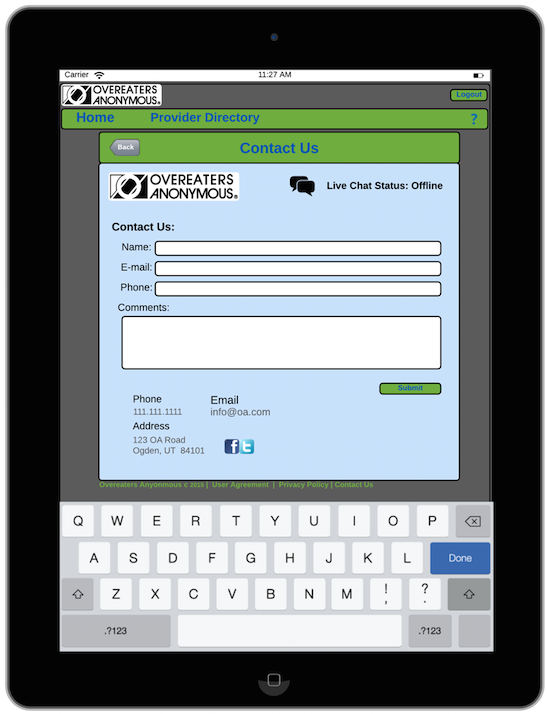 Carrier 11:27 AM
OVEREATERS
ANONYMOUS®
Logout
Home Provider Directory ?
Back Contact Us
OVEREATERS
ANONYMOUS®
Live Chat Status: Offline
Contact Us:
Name:
E-mail:
Phone:
Comments:
Submit
Phone Email
111.111.1111 info@oa.com
Address
123 OA Road
Ogden, UT 84101
f t
Overeaters Anyonmous c 2015 | User Agreement | Privacy Policy | Contact Us
Q W E R T Y U I O P
A S D F G H J K L Done
Z X C V B N M ! , ? .
.?123 .?123